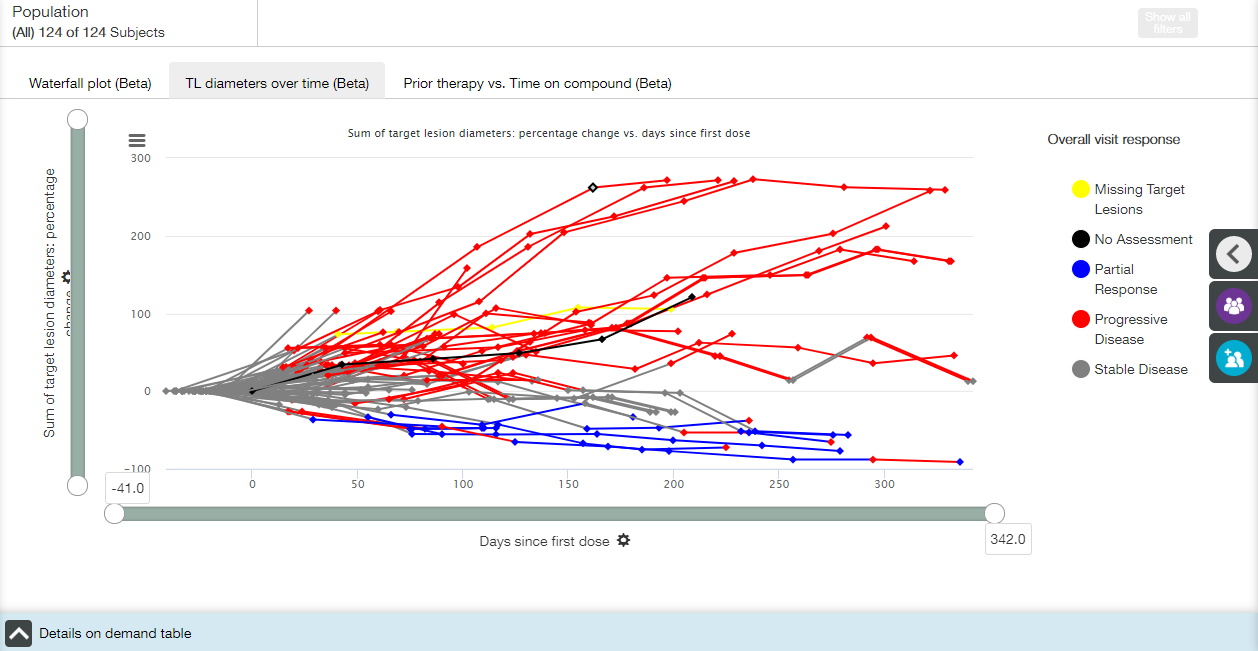 Population
(All) 124 of 124 Subjects
Show all
filters
Waterfall plot (Beta)
TL diameters over time (Beta)
Prior therapy vs. Time on compound (Beta)
Sum of target lesion diameters: percentage change vs. days since first dose
Sum of target lesion diameters: percentage
change
300
200
100
0
-100
0
50
100
150
200
250
300
-41.0
342.0
Days since first dose
Overall visit response
Missing Target
Lesions
No Assessment
Partial
Response
Progressive
Disease
Stable Disease
Details on demand table